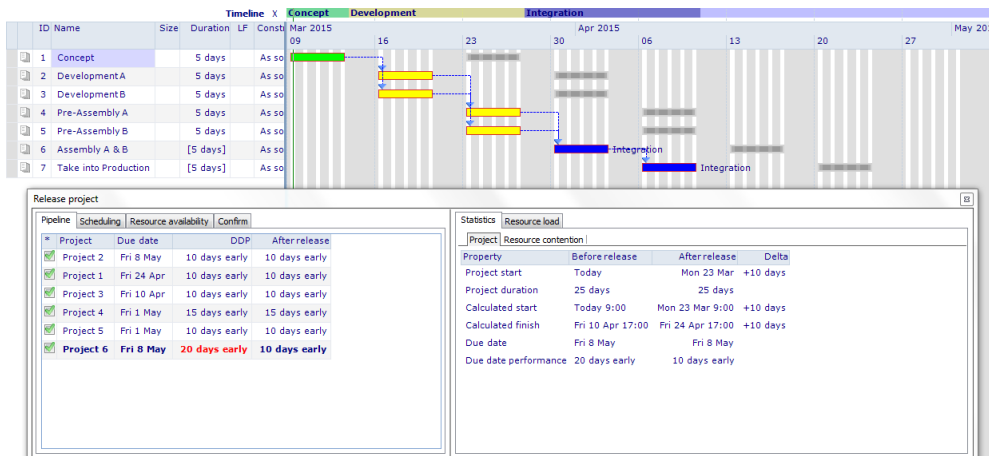 Timeline X Concept Development Integration
ID Name Size Duration LF Constr Mar 2015 Apr 2015 May 201
09 16 23 30 06 13 20 27
1 Concept 5 days As so
2 Development A 5 days As so
3 Development B 5 days As so
4 Pre-Assembly A 5 days As so
5 Pre-Assembly B 5 days As so
6 Assembly A & B [5 days] As so Integration
7 Take into Production [5 days] As so Integration
Release project
Pipeline Scheduling Resource availability Confirm
* Project Due date DDP After release
Project 2 Fri 8 May 10 days early 10 days early
Project 1 Fri 24 Apr 10 days early 10 days early
Project 3 Fri 10 Apr 10 days early 10 days early
Project 4 Fri 1 May 15 days early 15 days early
Project 5 Fri 1 May 10 days early 10 days early
Project 6 Fri 8 May 20 days early 10 days early
Statistics Resource load
Project Resource contention
Property Before release After release Delta
Project start Today Mon 23 Mar +10 days
Project duration 25 days 25 days
Calculated start Today 9:00 Mon 23 Mar 9:00 +10 days
Calculated finish Fri 10 Apr 17:00 Fri 24 Apr 17:00 +10 days
Due date Fri 8 May Fri 8 May
Due date performance 20 days early 10 days early